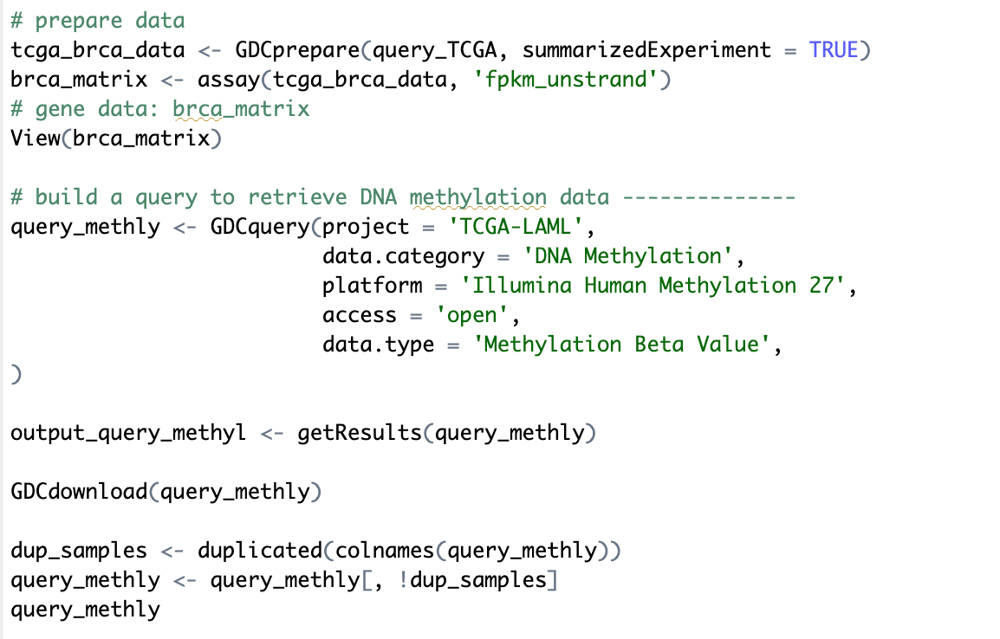 # prepare data
tcga_brca_data <- GDCprepare(query_TCGA, summarizedExperiment = TRUE)
brca_matrix <- assay(tcga_brca_data, 'fpkm_unstrand')
# gene data: brca_matrix
View(brca_matrix)
# build a query to retrieve DNA methylation data --------------
query_methly <- GDCquery(project = 'TCGA-LAML',
data.category = 'DNA Methylation',
platform = 'Illumina Human Methylation 27',
access = 'open',
data.type = 'Methylation Beta Value',
)
output_query_methyl <- getResults(query_methly)
GDCdownload(query_methly)
dup_samples <- duplicated(colnames(query_methly))
query_methly <- query_methly[, !dup_samples]
query_methly